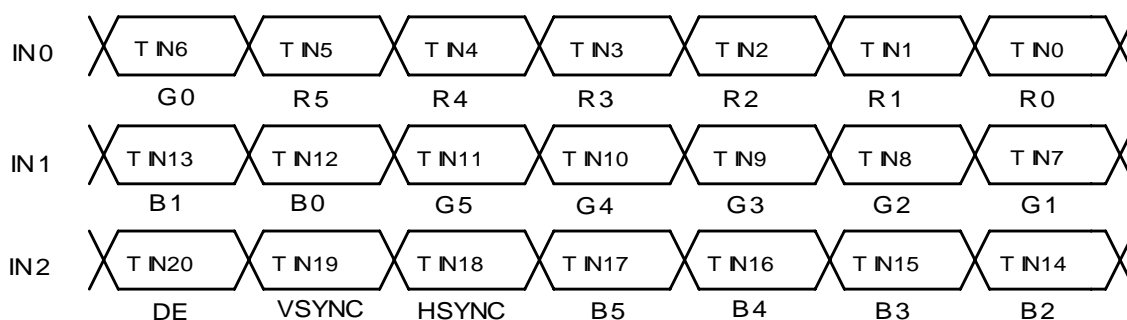 IN0 TIN6 TIN5 TIN4 TIN3 TIN2 TIN1 TIN0
G0 R5 R4 R3 R2 R1 R0
IN1 TIN13 TIN12 TIN11 TIN10 TIN9 TIN8 TIN7
B1 B0 G5 G4 G3 G2 G1
IN2 TIN20 TIN19 TIN18 TIN17 TIN16 TIN15 TIN14
DE VSYNC HSYNC B5 B4 B3 B2